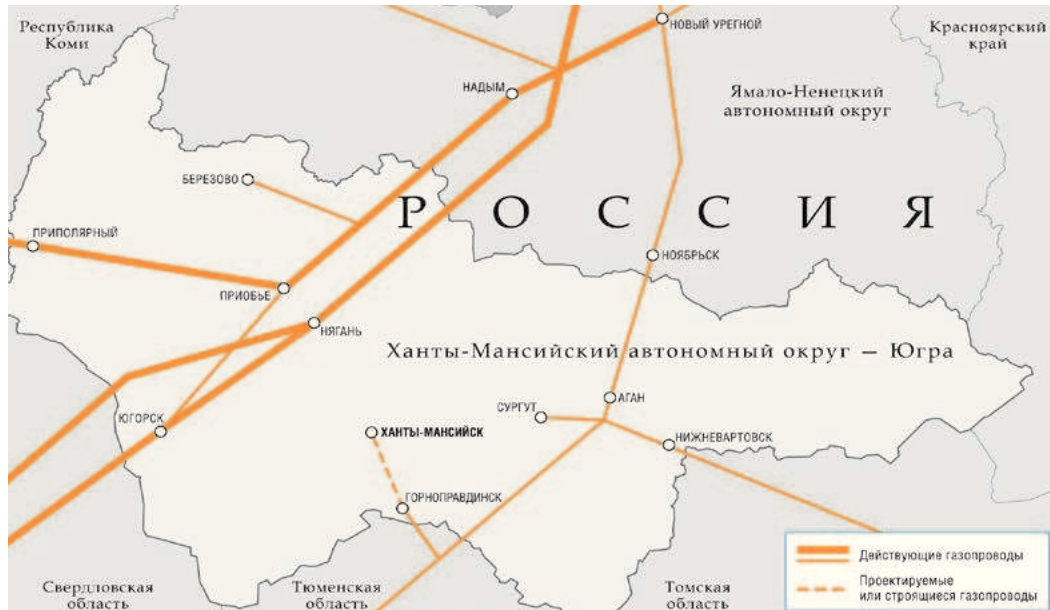 Республика
Коми
НОВЫЙ УРЕГНОЙ
Красноярский
край
НАДЫМ
Ямало-Ненецкий
автономный округ
БЕРЕЗОВО
РОССИЯ
ПРИПОЛЯРНЫЙ
НОЯБРЬСК
ПРИОБЬЕ
НЯГАНЬ
Ханты-Мансийский автономный округ – Югра
АГАН
СУРГУТ
ЮГОРСК
ХАНТЫ-МАНСИЙСК
НИЖНЕВАРТОВСК
ГОРНОПРАВДИНСК
Действующие газопроводы
Проектируемые
или строящиеся газопроводы
Свердловская
область
Тюменская
область
Томская
область